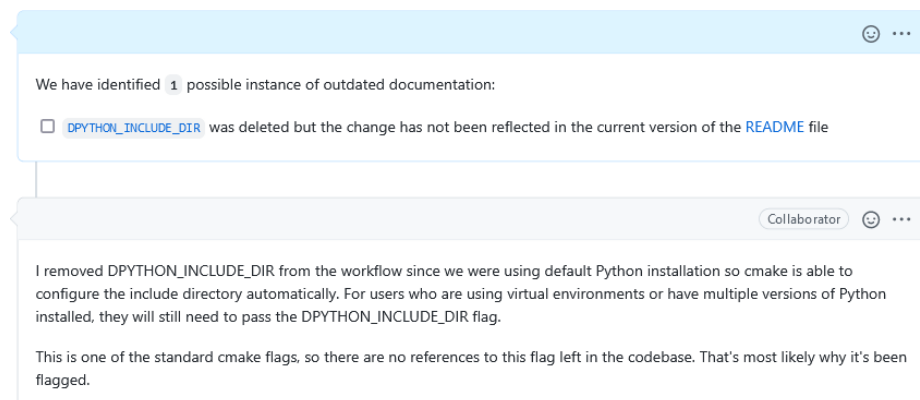 We have identified 1 possible instance of outdated documentation:
DPYTHON_INCLUDE_DIR was deleted but the change has not been reflected in the current version of the README file
Collaborator
I removed DPYTHON_INCLUDE_DIR from the workflow since we were using default Python installation so cmake is able to
configure the include directory automatically. For users who are using virtual environments or have multiple versions of Python
installed, they will still need to pass the DPYTHON_INCLUDE_DIR flag.
This is one of the standard cmake flags, so there are no references to this flag left in the codebase. That's most likely why it's been
flagged.